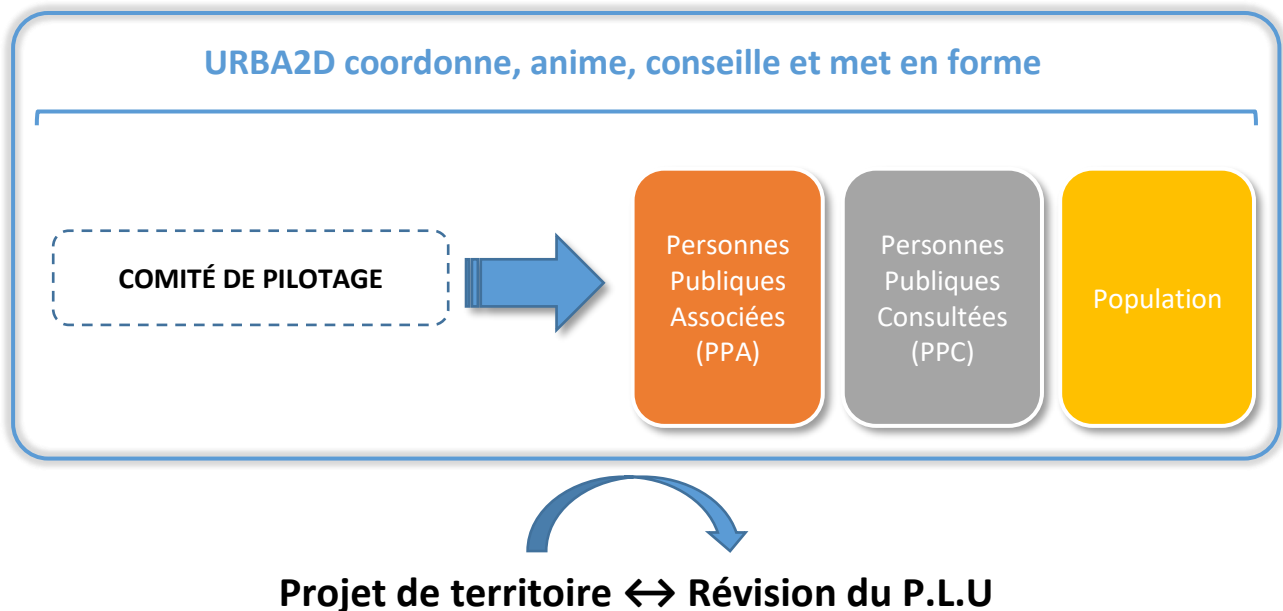 URBA2D coordonne, anime, conseille et met en forme
COMITÉ DE PILOTAGE
Personnes
Publiques
Associées
(PPA)
Personnes
Publiques
Consultées
(PPC)
Population
Projet de territoire ↔ Révision du P.L.U